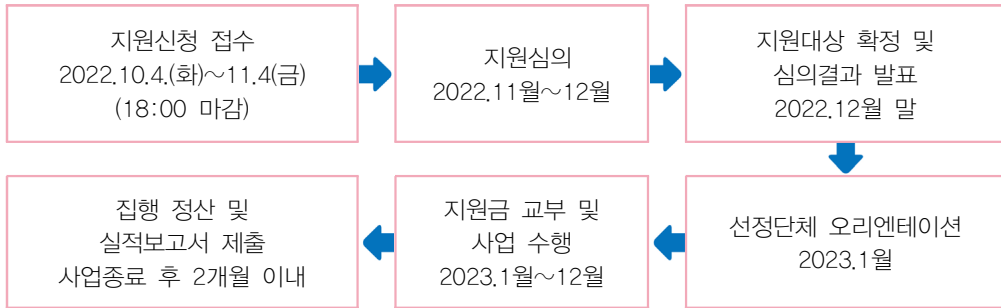 지원신청 접수
2022.10.4.(화)~11.4(금)
(18:00 마감)
지원심의
2022.11월~12월
지원대상 확정 및
심의결과 발표
2022.12월 말
선정단체 오리엔테이션
2023.1월
지원금 교부 및
사업 수행
2023.1월~12월
집행 정산 및
실적보고서 제출
사업종료 후 2개월 이내